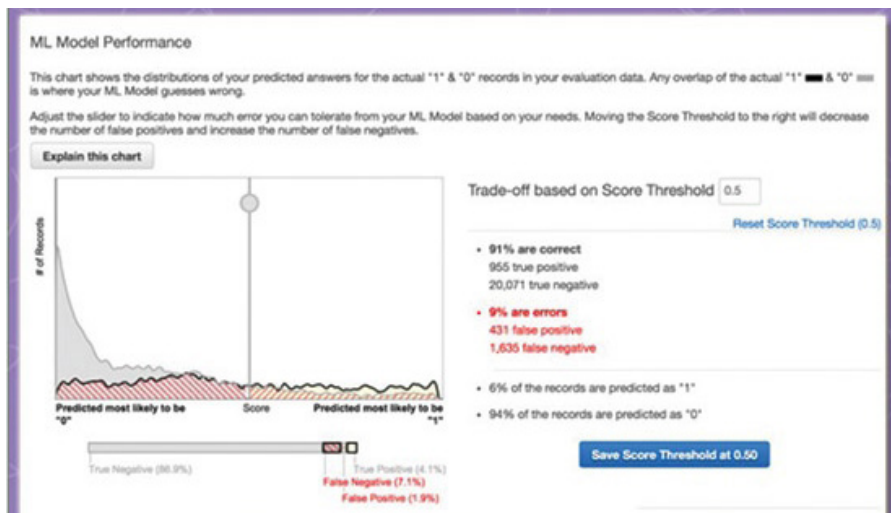 ML Model Performance
This chart shows the distributions of your predicted answers for the actual "1" & "0" records in your evaluation data. Any overlap of the actual "1" & "0"
is where your ML Model guesses wrong.
Adjust the slider to indicate how much error you can tolerate from your ML Model based on your needs. Moving the Score Threshold to the right will decrease
the number of false positives and increase the number of false negatives.
Explain this chart
# of Records
Predicted most likely to be
"0"
Score
Predicted most likely to be
"1"
True Negative (86.9%)
True Positive (4.1%)
False Negative (7.1%)
False Positive (1.9%)
Trade-off based on Score Threshold 0.5
Reset Score Threshold (0.5)
• 91% are correct
955 true positive
20,071 true negative
• 9% are errors
431 false positive
1,635 false negative
• 6% of the records are predicted as "1"
• 94% of the records are predicted as "0"
Save Score Threshold at 0.50